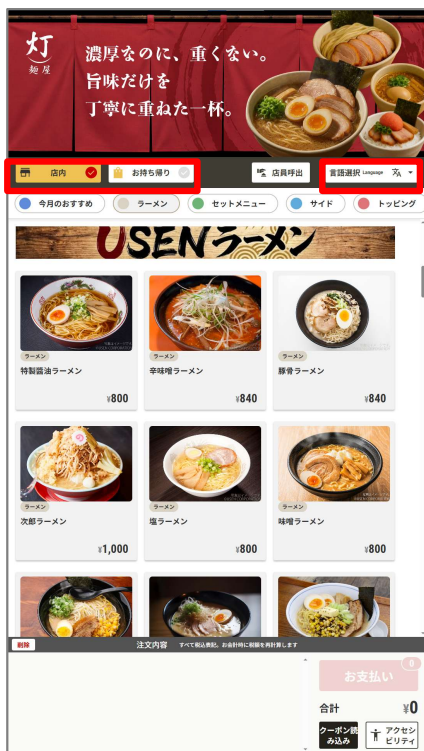 灯
麺屋
濃厚なのに、重くない。
旨味だけを
丁寧に重ねた一杯。
店内
お持ち帰り
店員呼出
言語選択 Language
今月のおすすめ
ラーメン
セットメニュー
サイド
トッピング
USENラーメン
ラーメン
特製醤油ラーメン
¥800
ラーメン
辛味噌ラーメン
¥840
ラーメン
豚骨ラーメン
¥840
ラーメン
次郎ラーメン
¥1,000
ラーメン
塩ラーメン
¥800
ラーメン
味噌ラーメン
¥800
削除
注文内容 すべて税込表記。お会計時に税額を再計算します
お支払い
0
合計
¥0
クーポン読
み込み
アクセシ
ビリティ